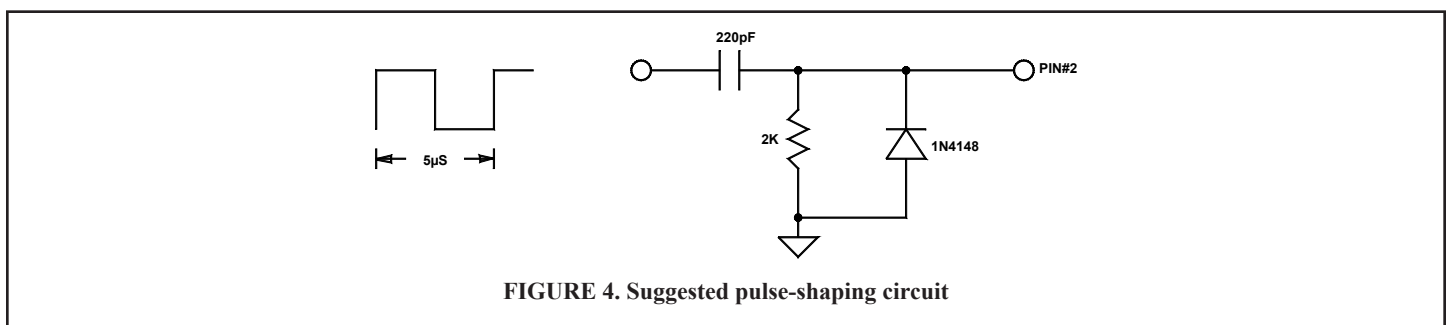 220pF
PIN#2
2K
1N4148
5µS
FIGURE 4. Suggested pulse-shaping circuit